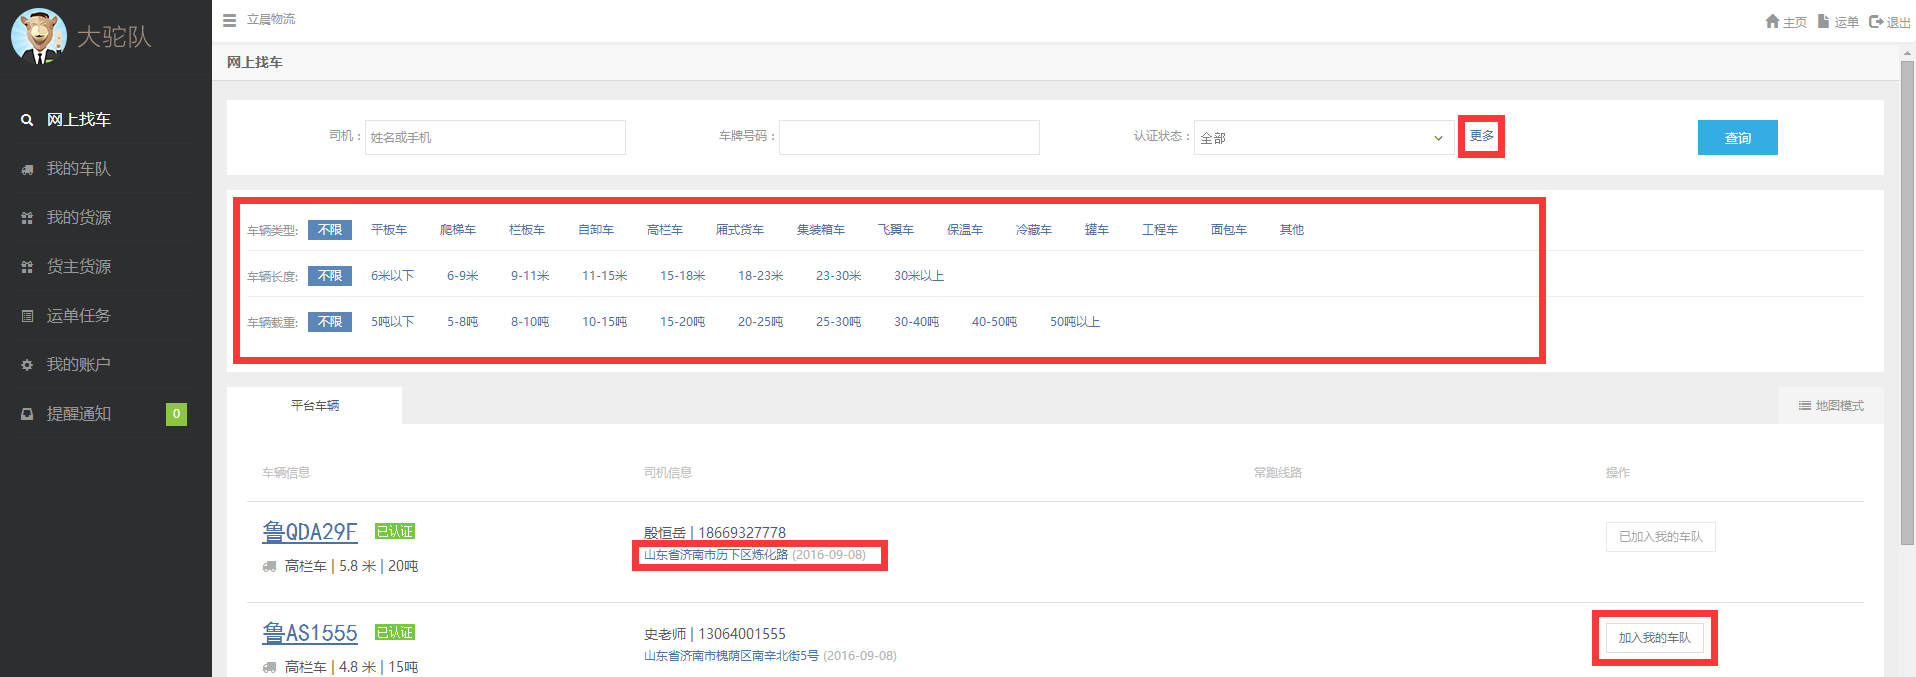 大驼队
立晨物流
主页 运单 退出
网上找车
网上找车
我的车队
我的货源
货主货源
运单任务
我的账户
提醒通知 0
司机： 姓名或手机 车牌号码： 认证状态： 全部 更多 查询
车辆类型: 不限 平板车 爬梯车 栏板车 自卸车 高栏车 厢式货车 集装箱车 飞翼车 保温车 冷藏车 罐车 工程车 面包车 其他
车辆长度: 不限 6米以下 6-9米 9-11米 11-15米 15-18米 18-23米 23-30米 30米以上
车辆载重: 不限 5吨以下 5-8吨 8-10吨 10-15吨 15-20吨 20-25吨 25-30吨 30-40吨 40-50吨 50吨以上
平台车辆 地图模式
车辆信息 司机信息 常跑线路 操作
鲁QDA29F 已认证
高栏车 | 5.8 米 | 20吨
殷恒岳 | 18669327778
山东省济南市历下区炼化路 (2016-09-08)
已加入我的车队
鲁AS1555 已认证
高栏车 | 4.8 米 | 15吨
史老师 | 13064001555
山东省济南市槐荫区南辛北街5号 (2016-09-08)
加入我的车队